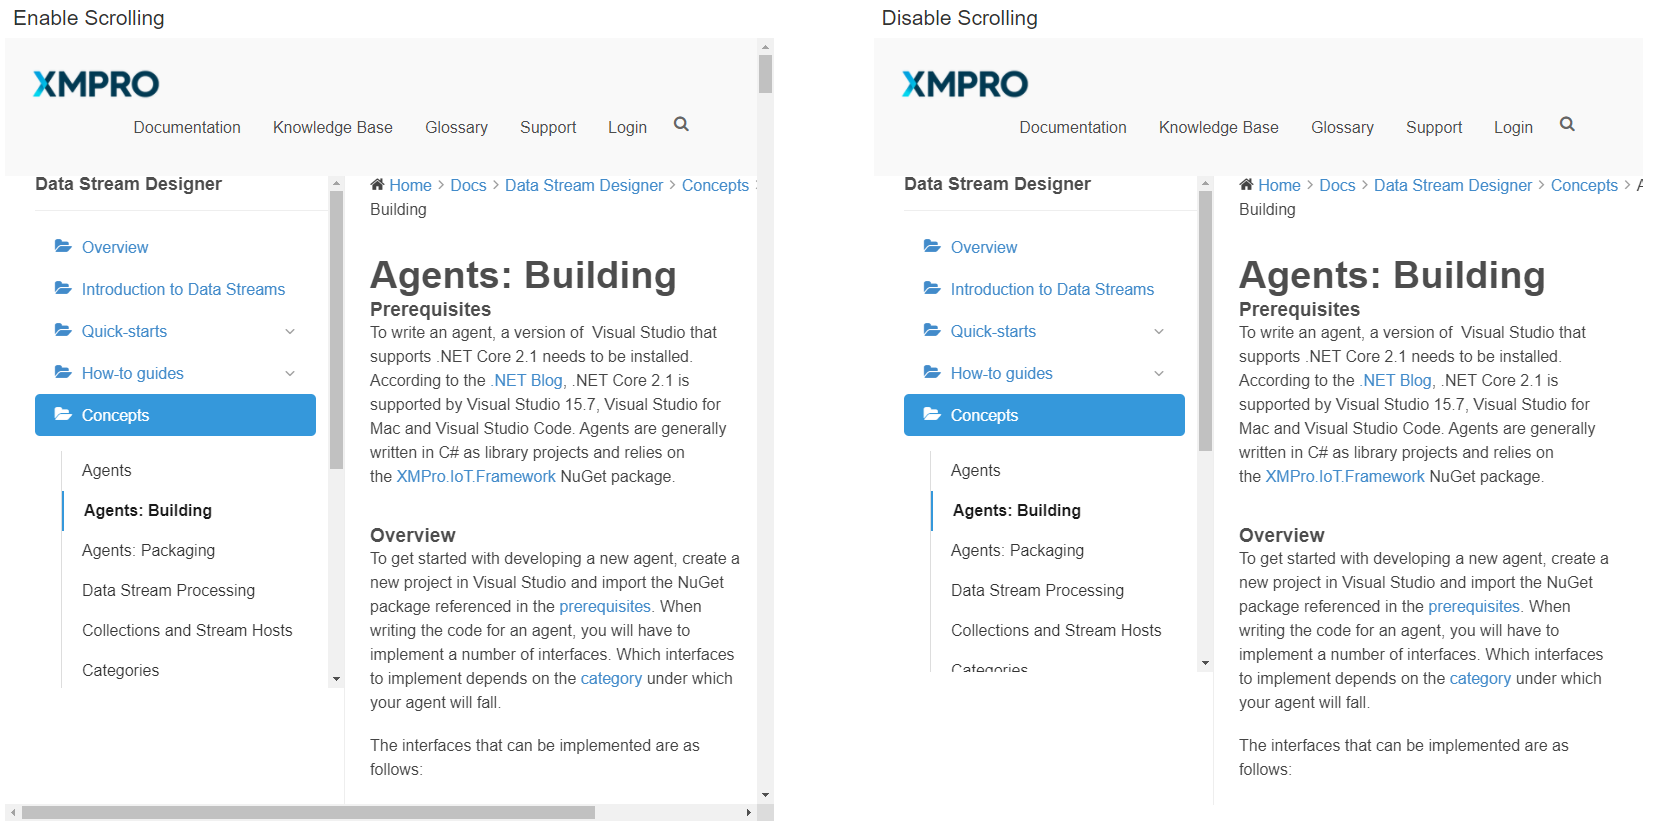 Enable Scrolling
XMPRO
Documentation Knowledge Base Glossary Support Login
Data Stream Designer
Overview
Introduction to Data Streams
Quick-starts
How-to guides
Concepts
Agents
Agents: Building
Agents: Packaging
Data Stream Processing
Collections and Stream Hosts
Categories
Home > Docs > Data Stream Designer > Concepts >
Building
Agents: Building
Prerequisites
To write an agent, a version of Visual Studio that
supports .NET Core 2.1 needs to be installed.
According to the .NET Blog, .NET Core 2.1 is
supported by Visual Studio 15.7, Visual Studio for
Mac and Visual Studio Code. Agents are generally
written in C# as library projects and relies on
the XMPro.IoT.Framework NuGet package.
Overview
To get started with developing a new agent, create a
new project in Visual Studio and import the NuGet
package referenced in the prerequisites. When
writing the code for an agent, you will have to
implement a number of interfaces. Which interfaces
to implement depends on the category under which
your agent will fall.
The interfaces that can be implemented are as
follows:
Disable Scrolling
XMPRO
Documentation Knowledge Base Glossary Support Login
Data Stream Designer
Overview
Introduction to Data Streams
Quick-starts
How-to guides
Concepts
Agents
Agents: Building
Agents: Packaging
Data Stream Processing
Collections and Stream Hosts
Categories
Home > Docs > Data Stream Designer > Concepts > A
Building
Agents: Building
Prerequisites
To write an agent, a version of Visual Studio that
supports .NET Core 2.1 needs to be installed.
According to the .NET Blog, .NET Core 2.1 is
supported by Visual Studio 15.7, Visual Studio for
Mac and Visual Studio Code. Agents are generally
written in C# as library projects and relies on
the XMPro.IoT.Framework NuGet package.
Overview
To get started with developing a new agent, create a
new project in Visual Studio and import the NuGet
package referenced in the prerequisites. When
writing the code for an agent, you will have to
implement a number of interfaces. Which interfaces
to implement depends on the category under which
your agent will fall.
The interfaces that can be implemented are as
follows: